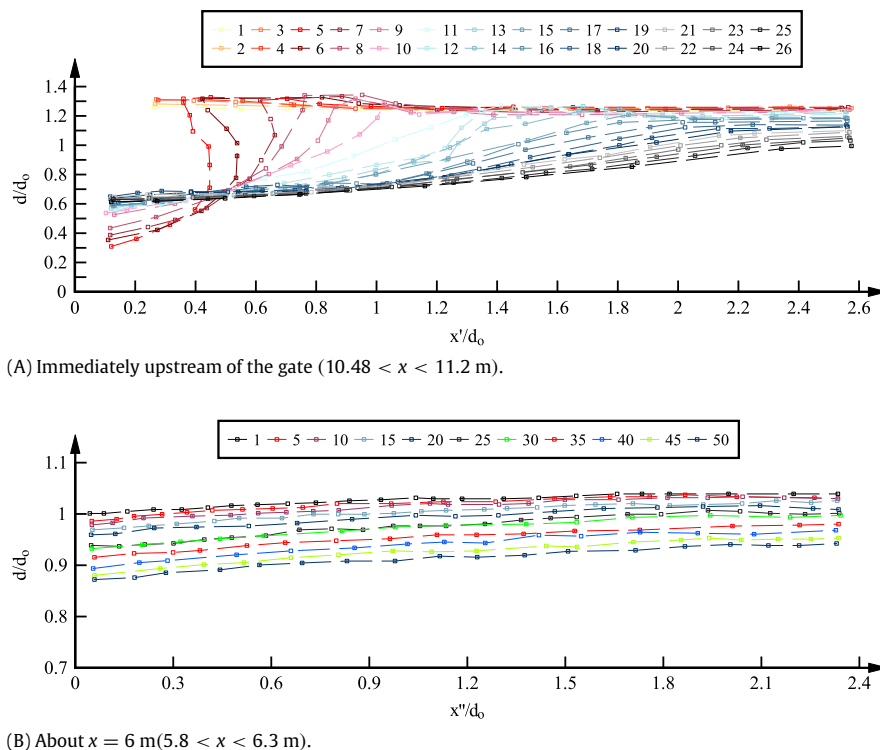 1 3 5 7 9 11 13 15 17 19 21 23 25
2 4 6 8 10 12 14 16 18 20 22 24 26
1.4
1.2
1
0.8
0.6
0.4
0.2
0
d/do
0 0.2 0.4 0.6 0.8 1 1.2 1.4 1.6 1.8 2 2.2 2.4 2.6
x'/do
(A) Immediately upstream of the gate (10.48 < x < 11.2 m).
1 5 10 15 20 25 30 35 40 45 50
1.1
1
0.9
0.8
0.7
d/do
0 0.3 0.6 0.9 1.2 1.5 1.8 2.1 2.4
x''/do
(B) About x = 6 m(5.8 < x < 6.3 m).